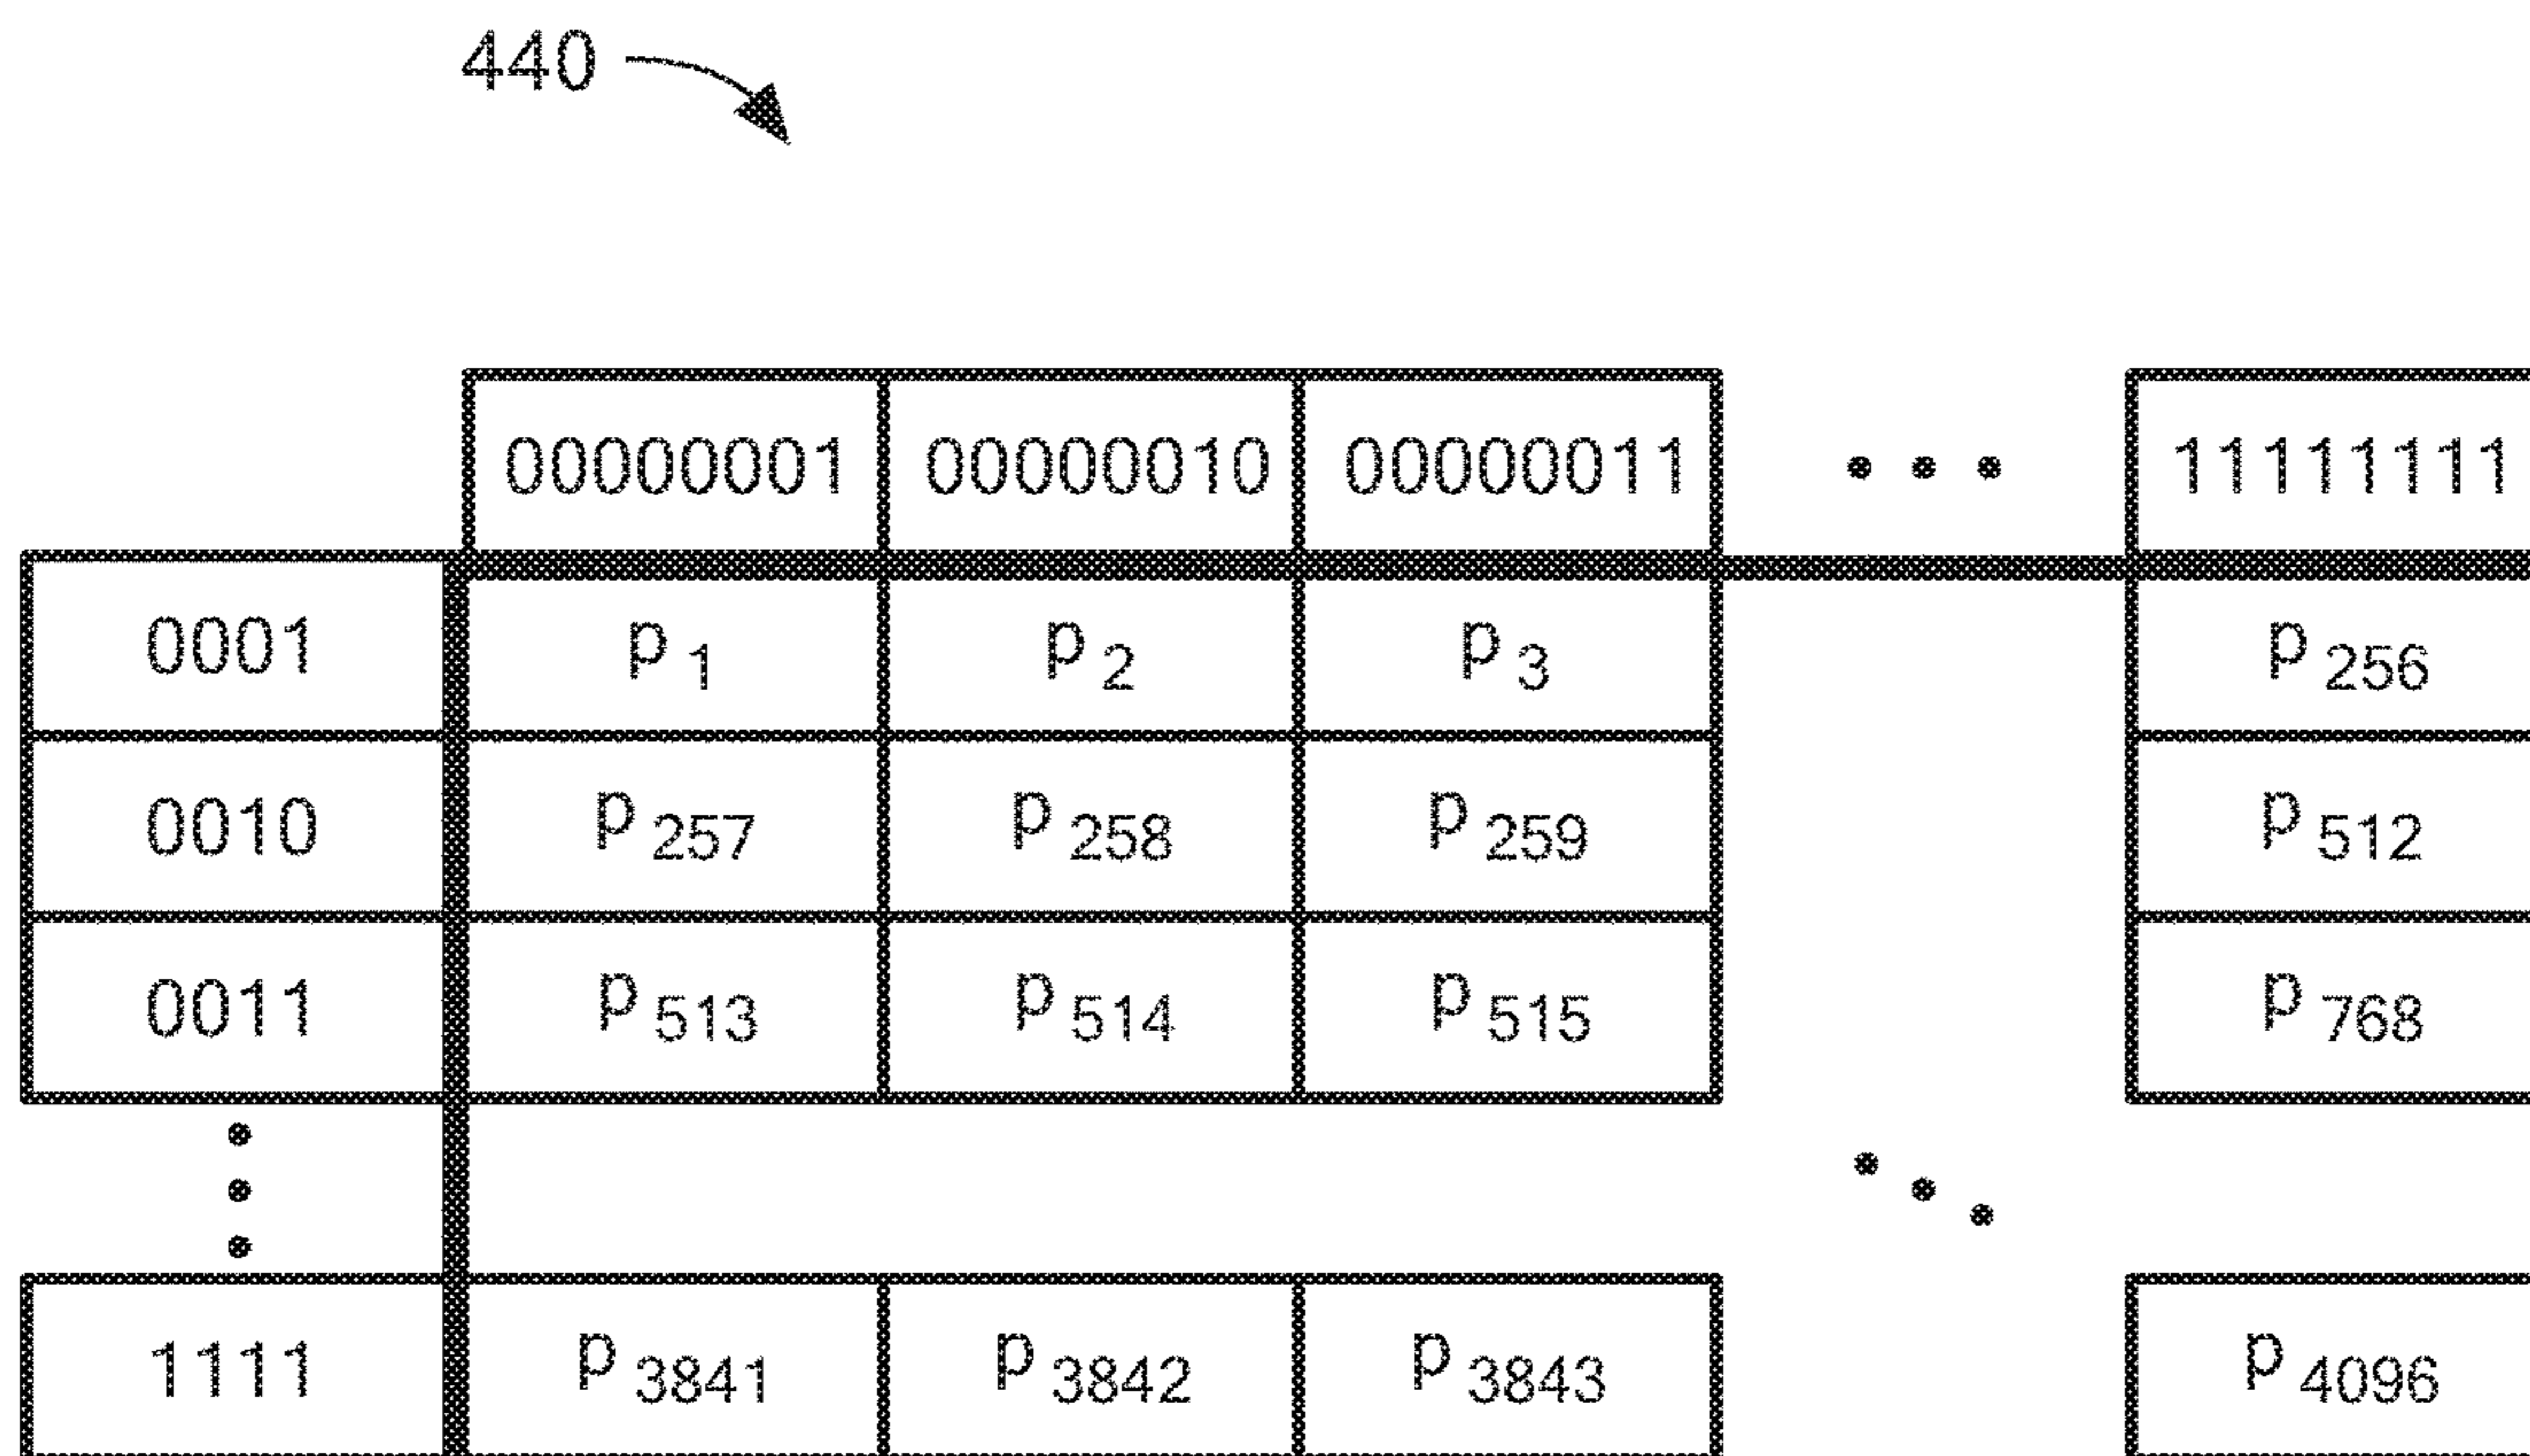 440
00000001 00000010 00000011 • • • 11111111
0001 p 1 p 2 p 3 p 256
0010 p 257 p 258 p 259 p 512
0011 p 513 p 514 p 515 p 768
1111 p 3841 p 3842 p 3843 p 4096